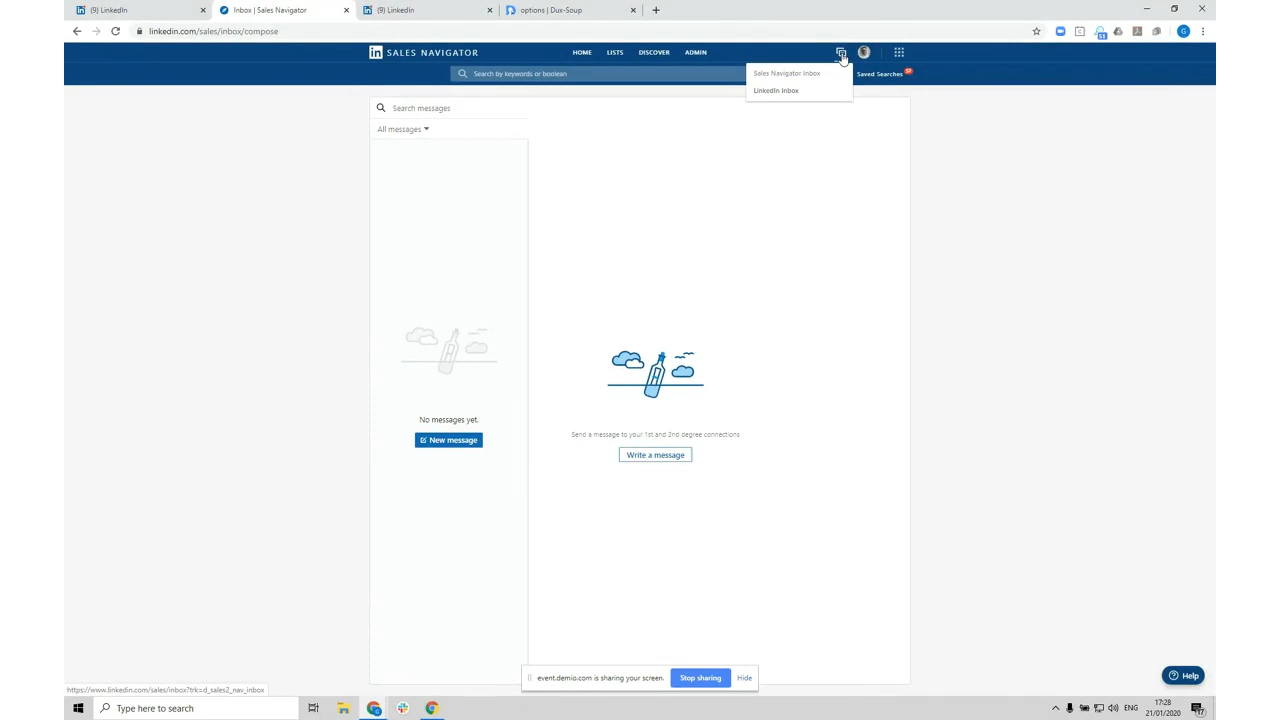 (9) LinkedIn
Inbox | Sales Navigator
(9) LinkedIn
options | Dux-Soup
linkedin.com/sales/inbox/compose
G
11
in SALES NAVIGATOR
HOME
LISTS
DISCOVER
ADMIN
Search by keywords or boolean
Sales Navigator Inbox
LinkedIn Inbox
Saved Searches
Search messages
All messages
No messages yet.
New message
Send a message to your 1st and 2nd degree connections
Write a message
event.demio.com is sharing your screen.
Stop sharing
Hide
Help
https://www.linkedin.com/sales/inbox?trk=d_sales2_nav_inbox
Type here to search
ENG
17:28
21/01/2020
17